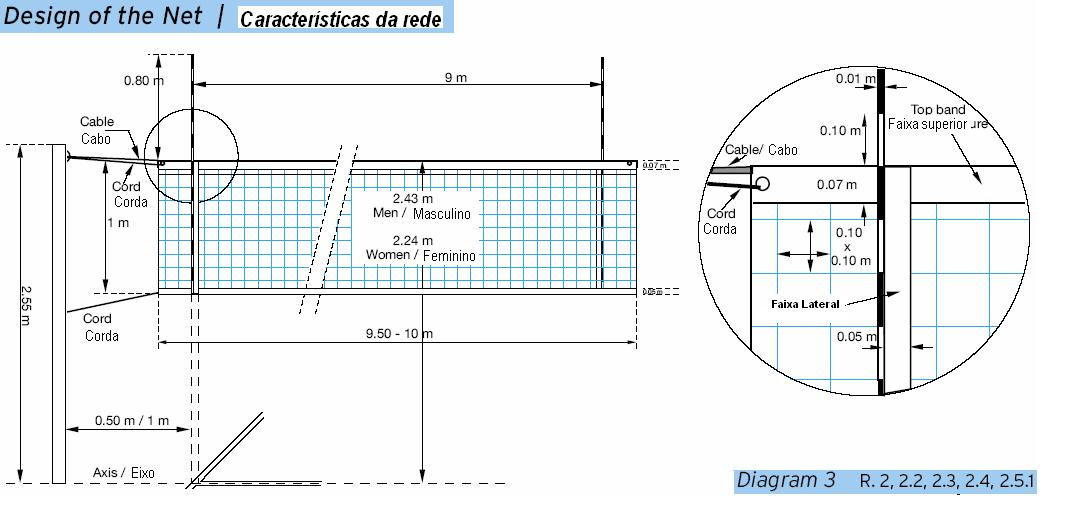 Design of the Net | Características da rede
0.80 m
9 m
Cable
Cabo
Cord
Corda
1 m
0.07 m
2.43 m
Men / Masculino
2.24 m
Women / Feminino
2.55 m
Cord
Corda
9.50 - 10 m
0.50 m / 1 m
Axis / Eixo
0.01 m
Top band
Faixa superior
0.10 m
Cable/ Cabo
0.07 m
Cord
Corda
0.10
x
0.10 m
Faixa Lateral
0.05 m
Diagram 3 R. 2, 2.2, 2.3, 2.4, 2.5.1